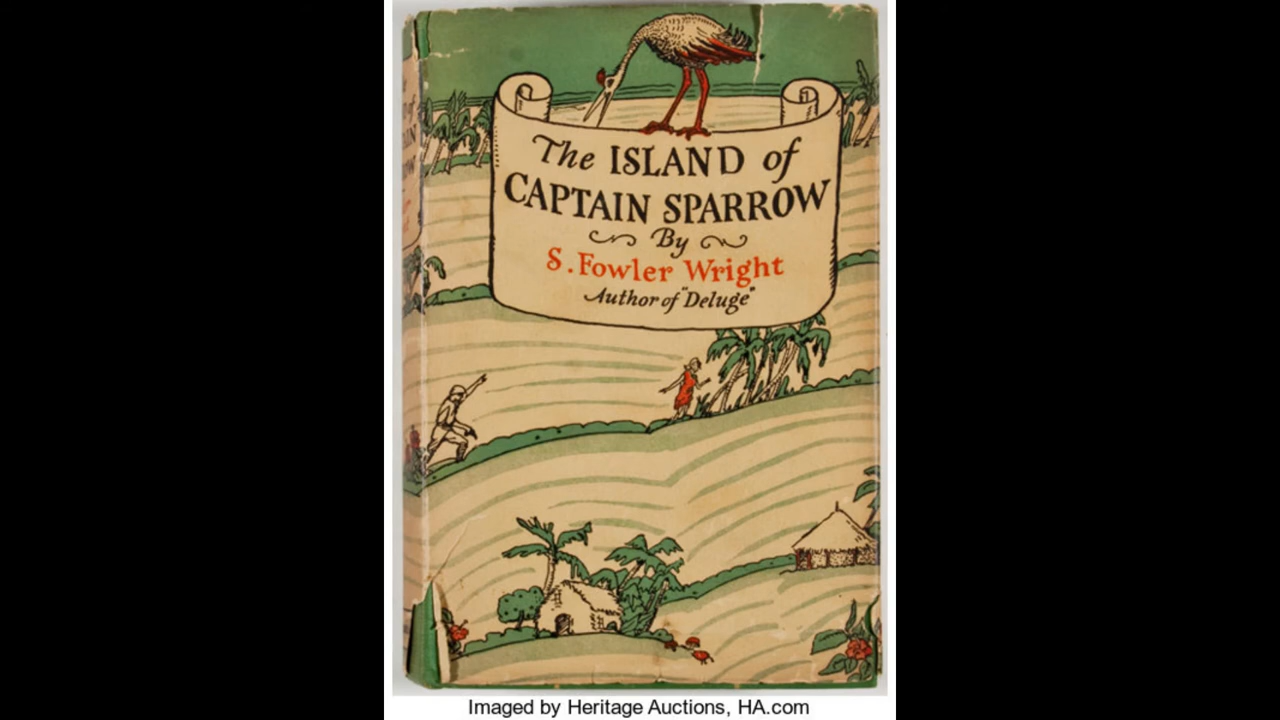 The ISLAND of
CAPTAIN SPARROW
By
S. Fowler Wright
Author of "Deluge"
Imaged by Heritage Auctions, HA.com